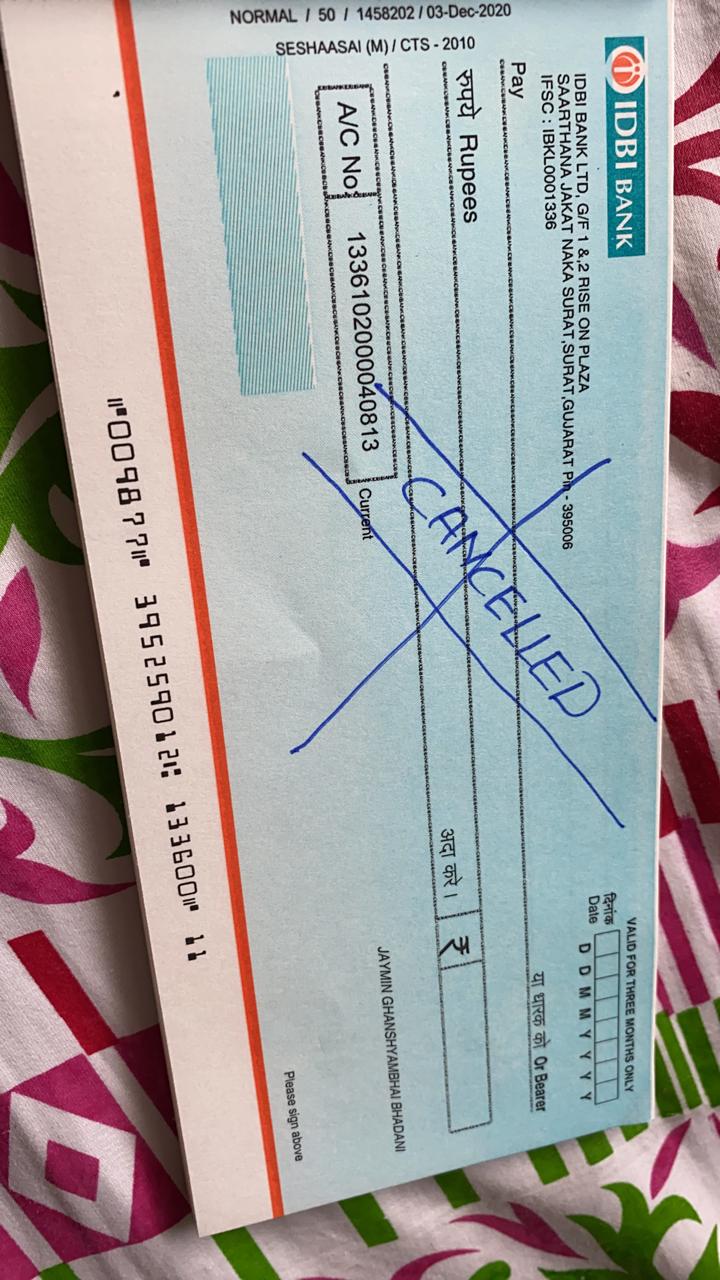 IDBI BANK
VALID FOR THREE MONTHS ONLY
दिनांक
Date
D D M M Y Y Y Y
IDBI BANK LTD, G/F 1 &,2 RISE ON PLAZA
SAARTHANA JAKAT NAKA SURAT,SURAT,GUJARAT Pin - 395006
IFSC : IBKL0001336
Pay
या धारक को Or Bearer
CANCELLED
रुपये Rupees
अदा करे।
₹
A/C No. 1336102000040813 Current
JAYMIN GHANSHYAMBHAI BHADANI
Please sign above
NORMAL / 50 / 1458202 / 03-Dec-2020
SESHAASAI (M) / CTS - 2010
⑈009877⑈ 395259012⑆ 133600⑈ 11